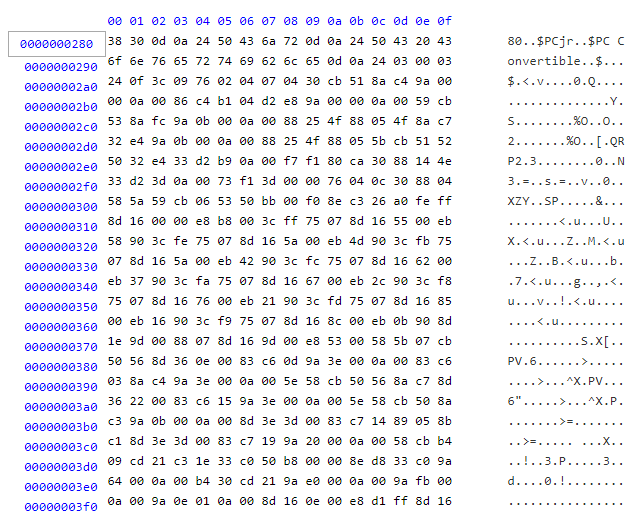 00 01 02 03 04 05 06 07 08 09 0a 0b 0c 0d 0e 0f
0000000280 38 30 0d 0a 24 50 43 6a 72 0d 0a 24 50 43 20 43 80..$PCjr..$PC C
0000000290 6f 6e 76 65 72 74 69 62 6c 65 0d 0a 24 03 00 03 onvertible..$...
00000002a0 24 0f 3c 09 76 02 04 07 04 30 cb 51 8a c4 9a 00 $.<.v....0.Q....
00000002b0 00 0a 00 86 c4 b1 04 d2 e8 9a 00 00 0a 00 59 cb ..............Y.
00000002c0 53 8a fc 9a 0b 00 0a 00 88 25 4f 88 05 4f 8a c7 S........%O..O..
00000002d0 32 e4 9a 0b 00 0a 00 88 25 4f 88 05 5b cb 51 52 2.......%O..[.QR
00000002e0 50 32 e4 33 d2 b9 0a 00 f7 f1 80 ca 30 88 14 4e P2.3........0..N
00000002f0 33 d2 3d 0a 00 73 f1 3d 00 00 76 04 0c 30 88 04 3.=..s.=..v..0..
0000000300 58 5a 59 cb 06 53 50 bb 00 f0 8e c3 26 a0 fe ff XZY..SP.....&...
0000000310 8d 16 00 00 e8 b8 00 3c ff 75 07 8d 16 55 00 eb .......<.u...U..
0000000320 58 90 3c fe 75 07 8d 16 5a 00 eb 4d 90 3c fb 75 X.<.u...Z..M.<.u
0000000330 07 8d 16 5a 00 eb 42 90 3c fc 75 07 8d 16 62 00 ...Z..B.<.u...b.
0000000340 eb 37 90 3c fa 75 07 8d 16 67 00 eb 2c 90 3c f8 .7.<.u...g..,.<.
0000000350 75 07 8d 16 76 00 eb 21 90 3c fd 75 07 8d 16 85 u...v..!.<.u....
0000000360 00 eb 16 90 3c f9 75 07 8d 16 8c 00 eb 0b 90 8d ....<.u.........
0000000370 1e 9d 00 88 07 8d 16 9d 00 e8 53 00 58 5b 07 cb ..........S.X[..
0000000380 50 56 8d 36 0e 00 83 c6 0d 9a 3e 00 0a 00 83 c6 PV.6......>.....
0000000390 03 8a c4 9a 3e 00 0a 00 5e 58 cb 50 56 8a c7 8d ....>...^X.PV...
00000003a0 36 22 00 83 c6 15 9a 3e 00 0a 00 5e 58 cb 50 8a 6".....>...^X.P.
00000003b0 c3 9a 0b 00 0a 00 8d 3e 3d 00 83 c7 14 89 05 8b .......>=.......
00000003c0 c1 8d 3e 3d 00 83 c7 19 9a 20 00 0a 00 58 cb b4 ..>=..... ...X..
00000003d0 09 cd 21 c3 1e 33 c0 50 b8 00 00 8e d8 33 c0 9a ..!..3.P.....3..
00000003e0 64 00 0a 00 b4 30 cd 21 9a e0 00 0a 00 9a fb 00 d....0.!........
00000003f0 0a 00 9a 0e 01 0a 00 8d 16 0e 00 e8 d1 ff 8d 16 ................